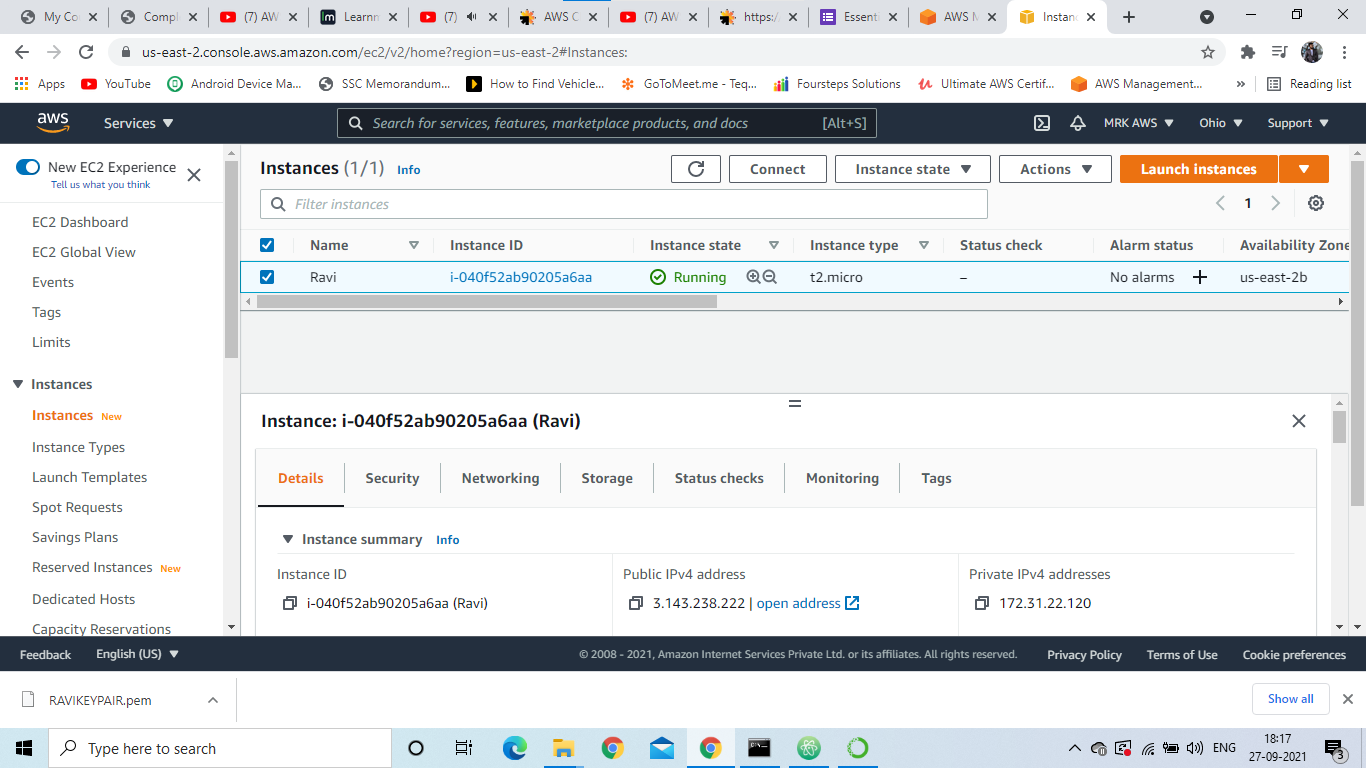 My Co
Compl
(7) AW
Learnn
(7)
AWS C
(7) AW
https:/
Essenti
AWS M
Instanc
us-east-2.console.aws.amazon.com/ec2/v2/home?region=us-east-2#Instances:
Apps
YouTube
Android Device Ma...
SSC Memorandum...
How to Find Vehicle...
GoToMeet.me - Teq...
Foursteps Solutions
Ultimate AWS Certif...
AWS Management...
»
Reading list
aws
Services
Search for services, features, marketplace products, and docs
[Alt+S]
MRK AWS
Ohio
Support
New EC2 Experience
Tell us what you think
EC2 Dashboard
EC2 Global View
Events
Tags
Limits
Instances
Instances New
Instance Types
Launch Templates
Spot Requests
Savings Plans
Reserved Instances New
Dedicated Hosts
Capacity Reservations
Instances (1/1) Info
Connect
Instance state
Actions
Launch instances
Filter instances
1
Name
Instance ID
Instance state
Instance type
Status check
Alarm status
Availability Zone
Ravi
i-040f52ab90205a6aa
Running
t2.micro
–
No alarms
us-east-2b
Instance: i-040f52ab90205a6aa (Ravi)
Details
Security
Networking
Storage
Status checks
Monitoring
Tags
Instance summary Info
Instance ID
i-040f52ab90205a6aa (Ravi)
Public IPv4 address
3.143.238.222 | open address
Private IPv4 addresses
172.31.22.120
Feedback
English (US)
© 2008 - 2021, Amazon Internet Services Private Ltd. or its affiliates. All rights reserved.
Privacy Policy
Terms of Use
Cookie preferences
RAVIKEYPAIR.pem
Show all
Type here to search
ENG
18:17
27-09-2021
3